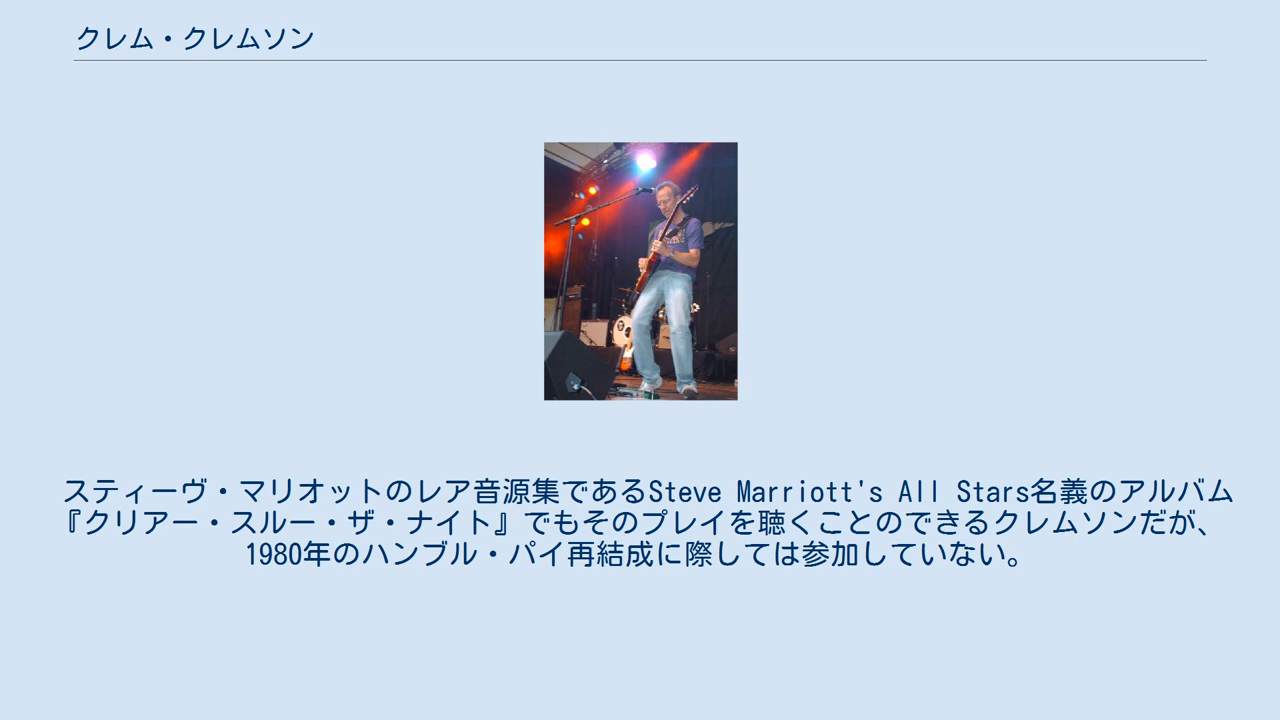 クレム・クレムソン
スティーヴ・マリオットのレア音源集であるSteve Marriott's All Stars名義のアルバム
『クリアー・スルー・ザ・ナイト』でもそのプレイを聴くことのできるクレムソンだが、
1980年のハンブル・パイ再結成に際しては参加していない。